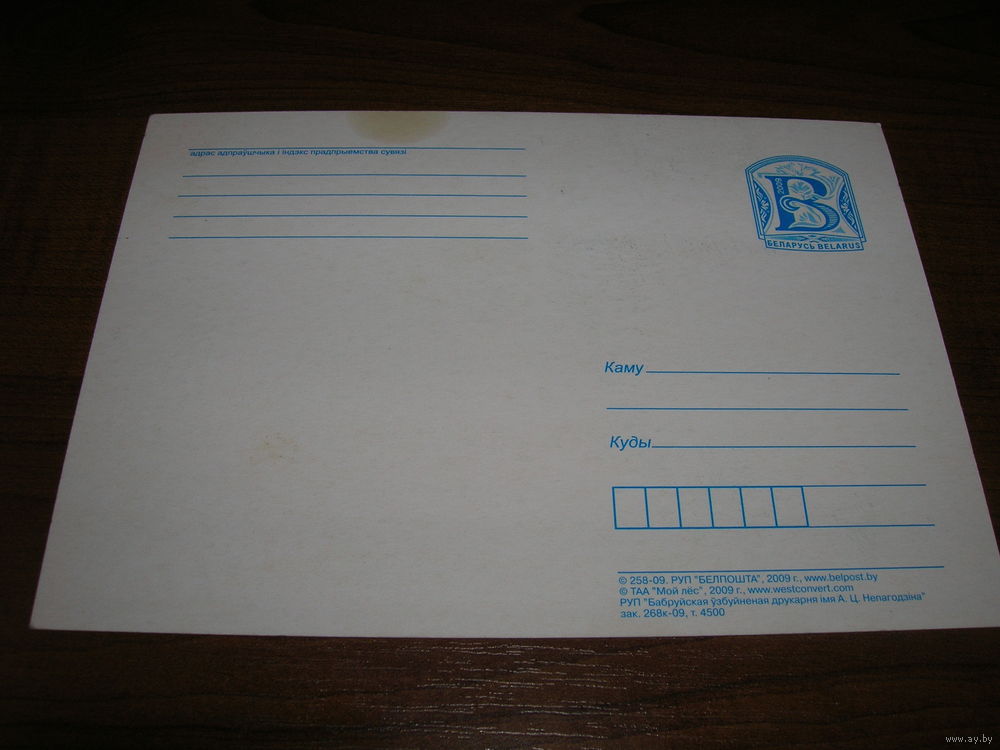 адрас адпраўшчыка і індэкс прадпрыемства сувязі
2009
В
БЕЛАРУСЬ BELARUS
Каму
Куды
© 258-09. РУП "БЕЛПОШТА", 2009 г., www.belpost.by
© ТАА "Мой лёс", 2009 г., www.westconvert.com
РУП "Бабруйская ўзбуйненая друкарня імя А. Ц. Непагодзіна"
зак. 268к-09, т. 4500
www.ay.by